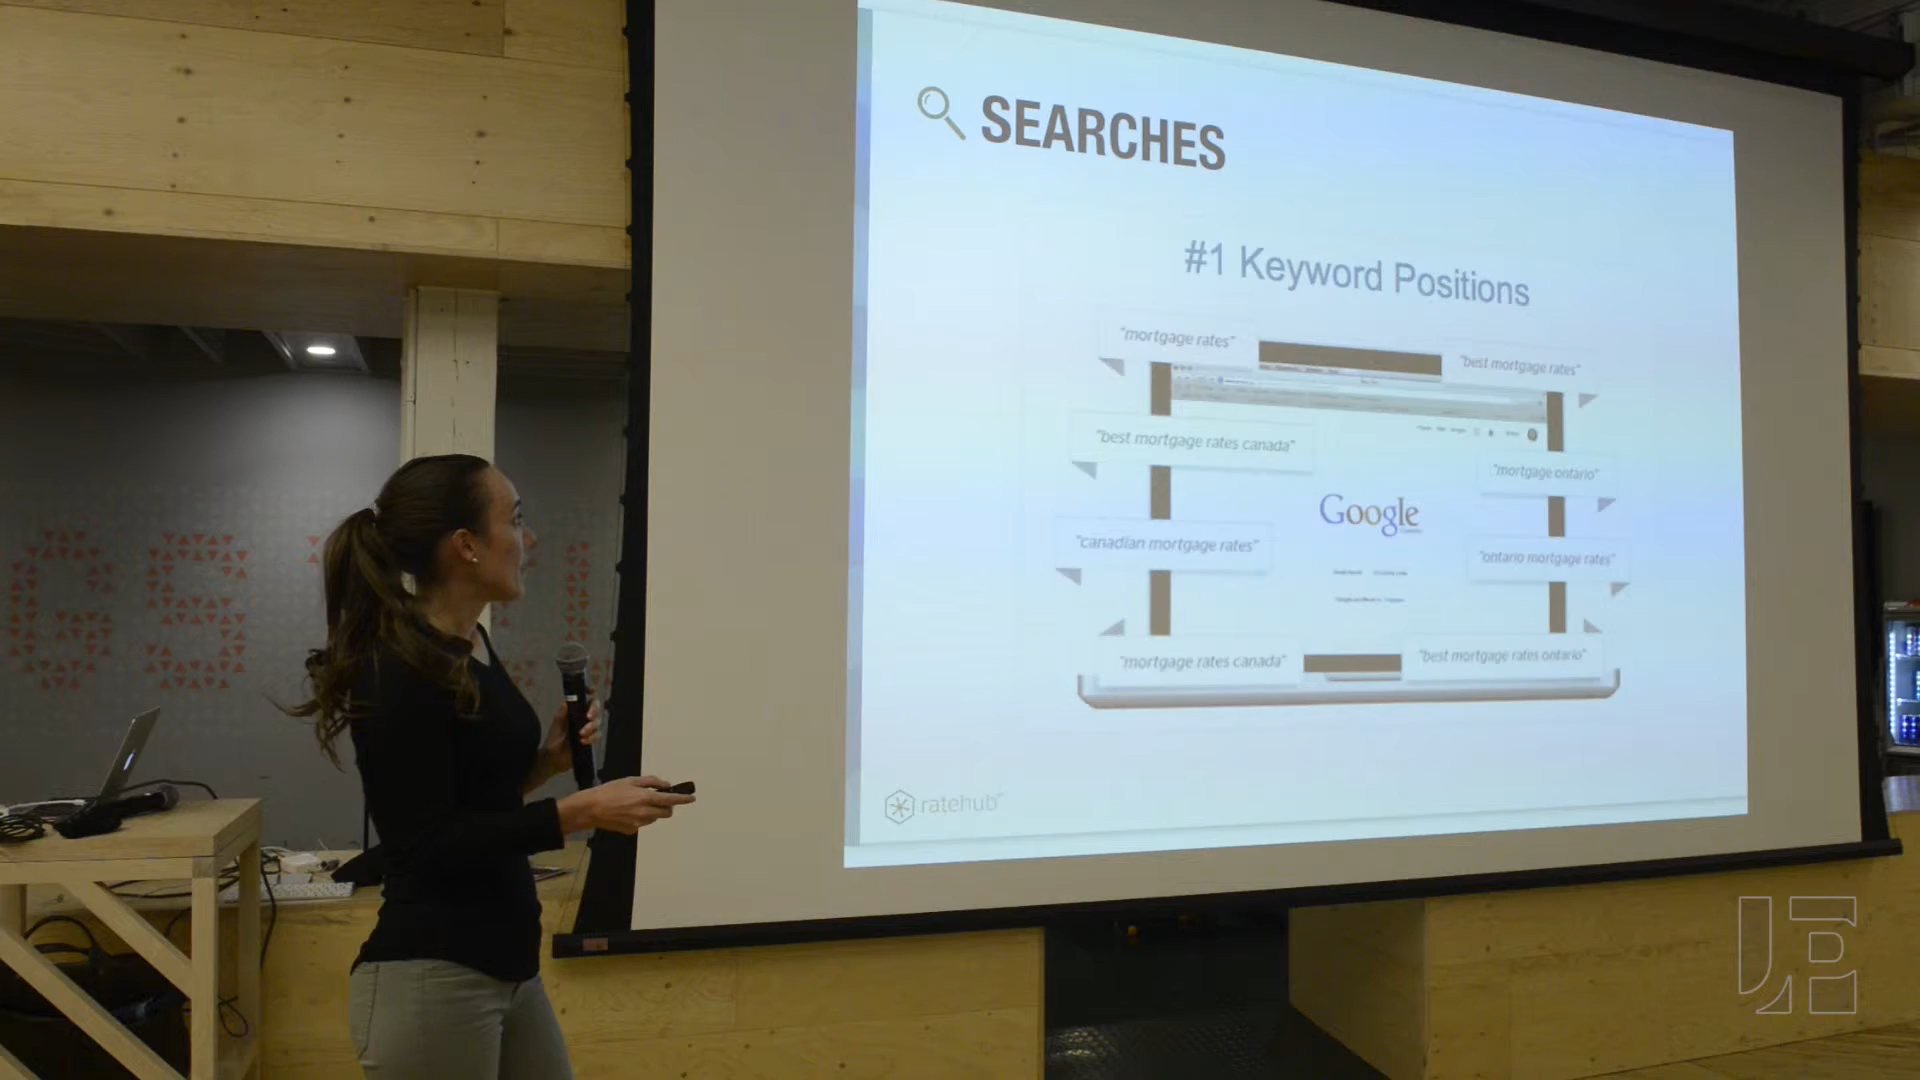 SEARCHES
#1 Keyword Positions
"mortgage rates"
"best mortgage rates"
"best mortgage rates canada"
"mortgage ontario"
Google
"canadian mortgage rates"
"ontario mortgage rates"
"mortgage rates canada"
"best mortgage rates ontario"
ratehub